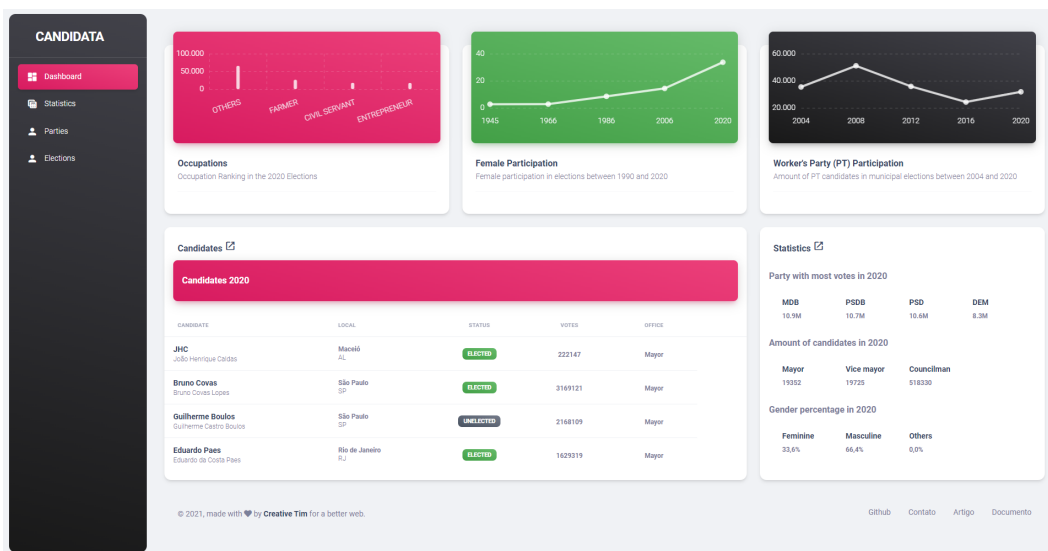 CANDIDATA
Dashboard
Statistics
Parties
Elections
100.000
50.000
0
OTHERS
FARMER
CIVIL SERVANT
ENTREPRENEUR
Occupations
Occupation Ranking in the 2020 Elections
40
20
0
1945 1966 1986 2006 2020
Female Participation
Female participation in elections between 1990 and 2020
60.000
40.000
20.000
2004 2008 2012 2016 2020
Worker's Party (PT) Participation
Amount of PT candidates in municipal elections between 2004 and 2020
Candidates
Candidates 2020
CANDIDATE LOCAL STATUS VOTES OFFICE
JHC Maceió ELECTED 222147 Mayor
João Henrique Caldas AL
Bruno Covas São Paulo ELECTED 3169121 Mayor
Bruno Covas Lopes SP
Guilherme Boulos São Paulo UNELECTED 2168109 Mayor
Guilherme Castro Boulos SP
Eduardo Paes Rio de Janeiro ELECTED 1629319 Mayor
Eduardo da Costa Paes RJ
Statistics
Party with most votes in 2020
MDB PSDB PSD DEM
10.9M 10.7M 10.6M 8.3M
Amount of candidates in 2020
Mayor Vice mayor Councilman
19352 19725 518330
Gender percentage in 2020
Feminine Masculine Others
33,6% 66,4% 0,0%
© 2021, made with ♥ by Creative Tim for a better web.
Github Contato Artigo Documento